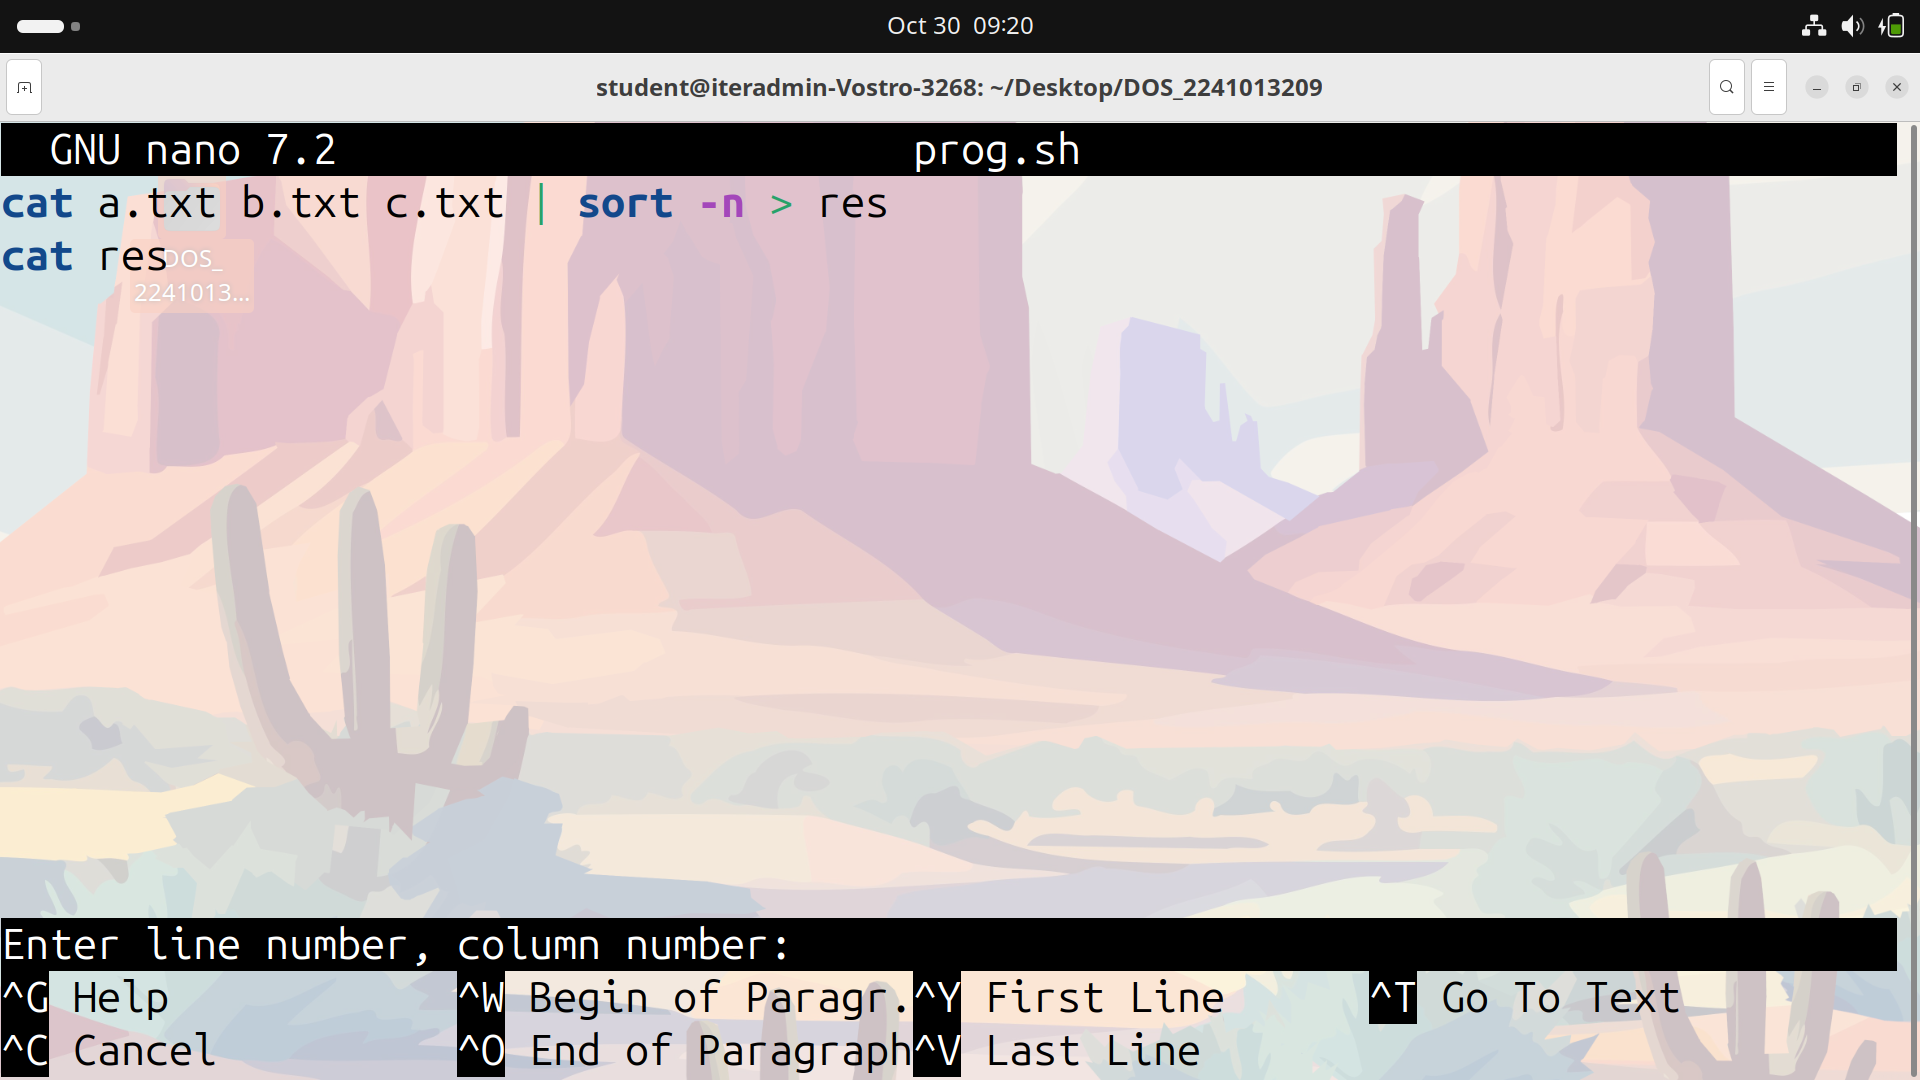 Oct 30 09:20
student@iteradmin-Vostro-3268: ~/Desktop/DOS_2241013209
GNU nano 7.2 prog.sh
cat a.txt b.txt c.txt | sort -n > res
cat res
DOS_
2241013...
Enter line number, column number:
^G Help ^W Begin of Paragr. ^Y First Line ^T Go To Text
^C Cancel ^O End of Paragraph ^V Last Line